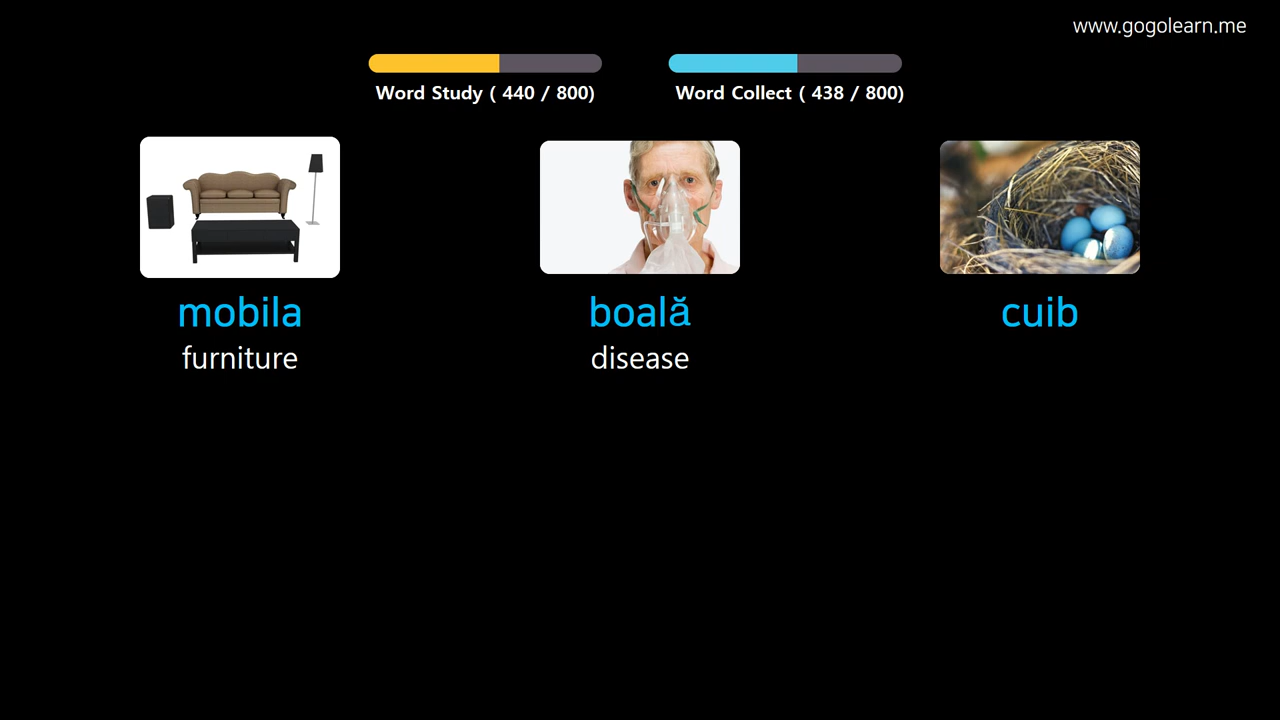 www.gogolearn.me
Word Study ( 440 / 800)
Word Collect ( 438 / 800)
mobila
furniture
boală
disease
cuib